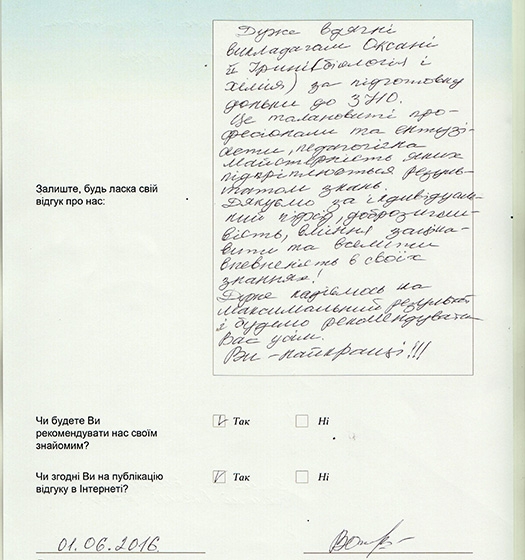 Дуже вдячні
викладачам Оксані
й Ірині (біологія і
хімія) за підготовку
доньки до ЗНО.
Це талановиті про-
фесіонали та ентузі-
асти, педагогічна
майстерність яких
підкріплюється резуль-
татом знань.
Дякуємо за індивідуаль-
ний підхід, доброзичли-
вість, вміння заціка-
вити та вселити
впевненість в своїх
знаннях!
Дуже надіємось на
максимальний результат
і будемо рекомендувати
Вас усім.
Ви - найкращі!!!
Залиште, будь ласка свій
відгук про нас:
Чи будете Ви
рекомендувати нас своїм
знайомим?
Так Ні
Чи згодні Ви на публікацію
відгуку в Інтернеті?
Так Ні
01.06.2016